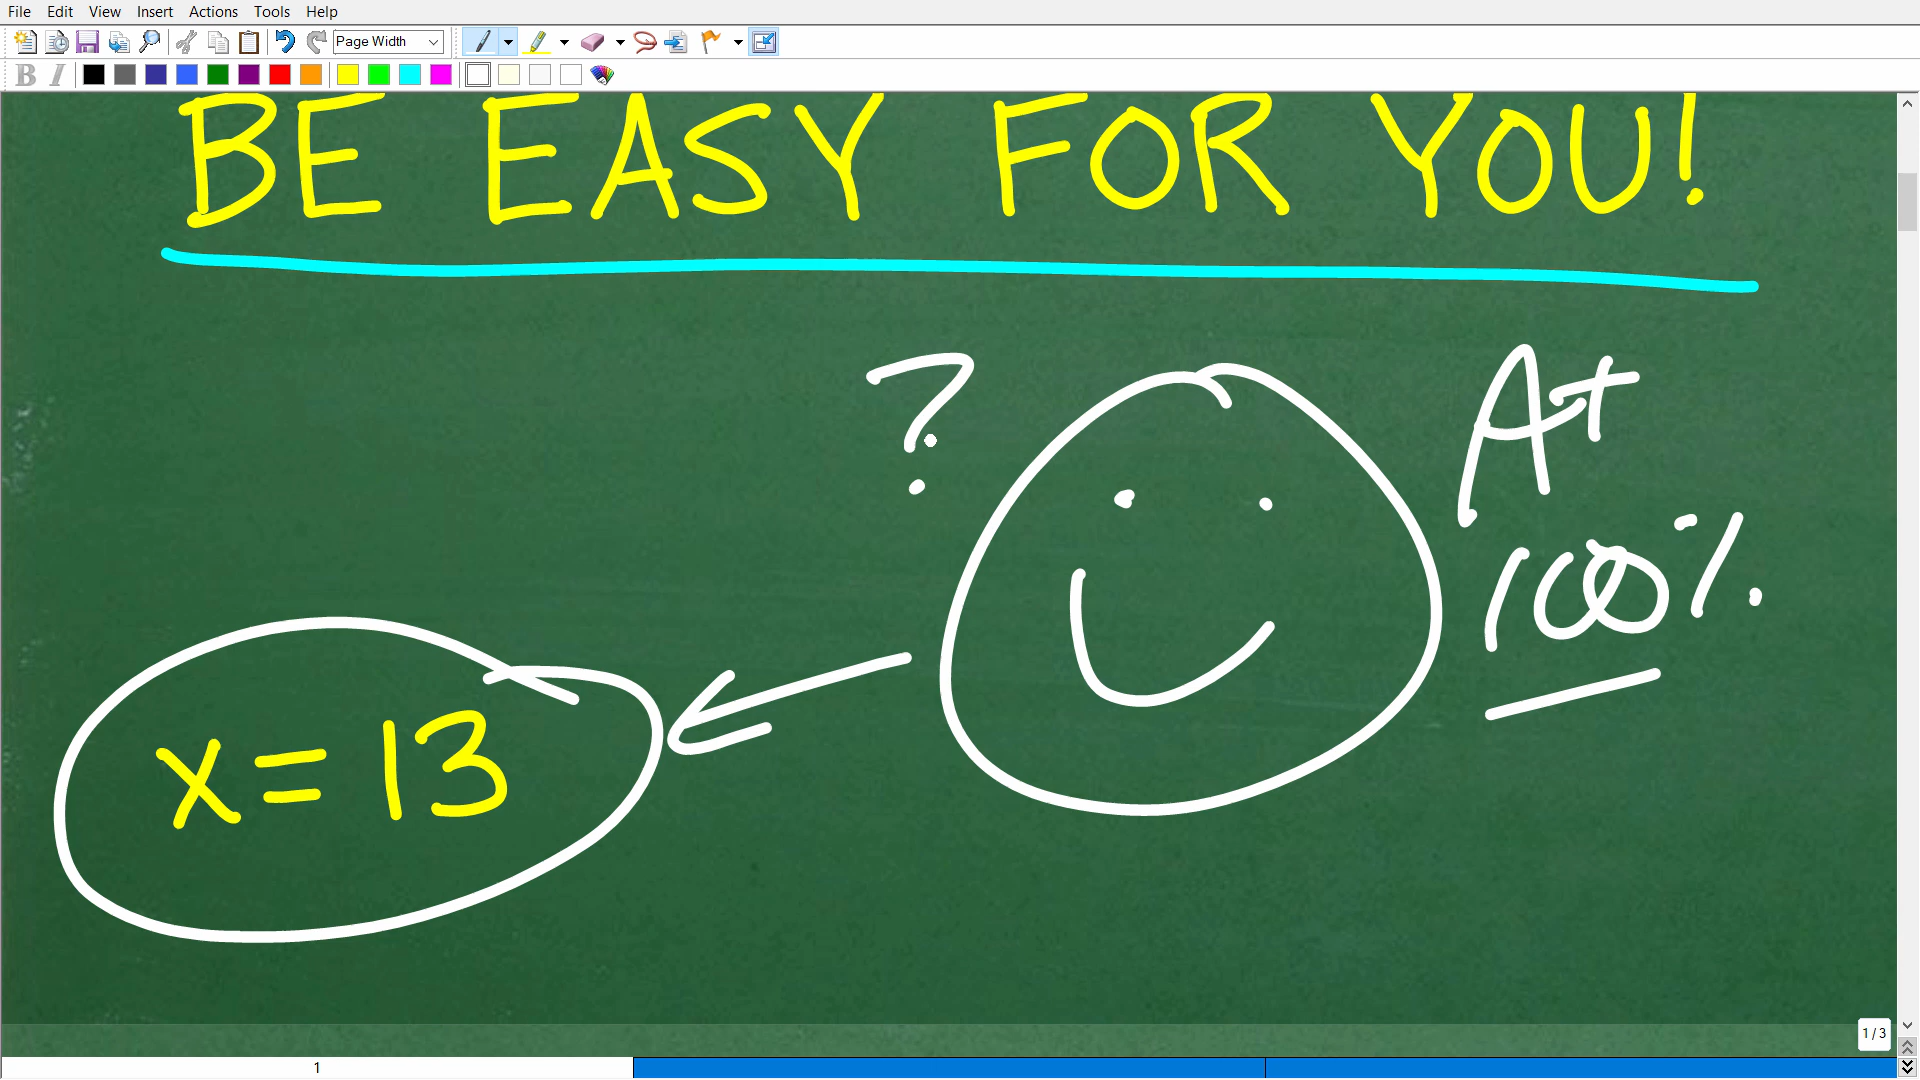 File Edit View Insert Actions Tools Help
Page Width
B I
BE EASY FOR YOU!
?
A+
100%
x=13
1 / 3
1